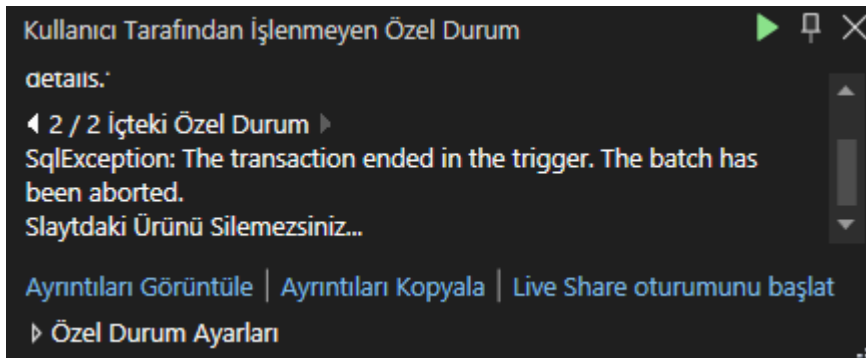 Kullanıcı Tarafından İşlenmeyen Özel Durum
details.'
2 / 2 İçteki Özel Durum
SqlException: The transaction ended in the trigger. The batch has
been aborted.
Slaytdaki Ürünü Silemezsiniz...
Ayrıntıları Görüntüle | Ayrıntıları Kopyala | Live Share oturumunu başlat
Özel Durum Ayarları